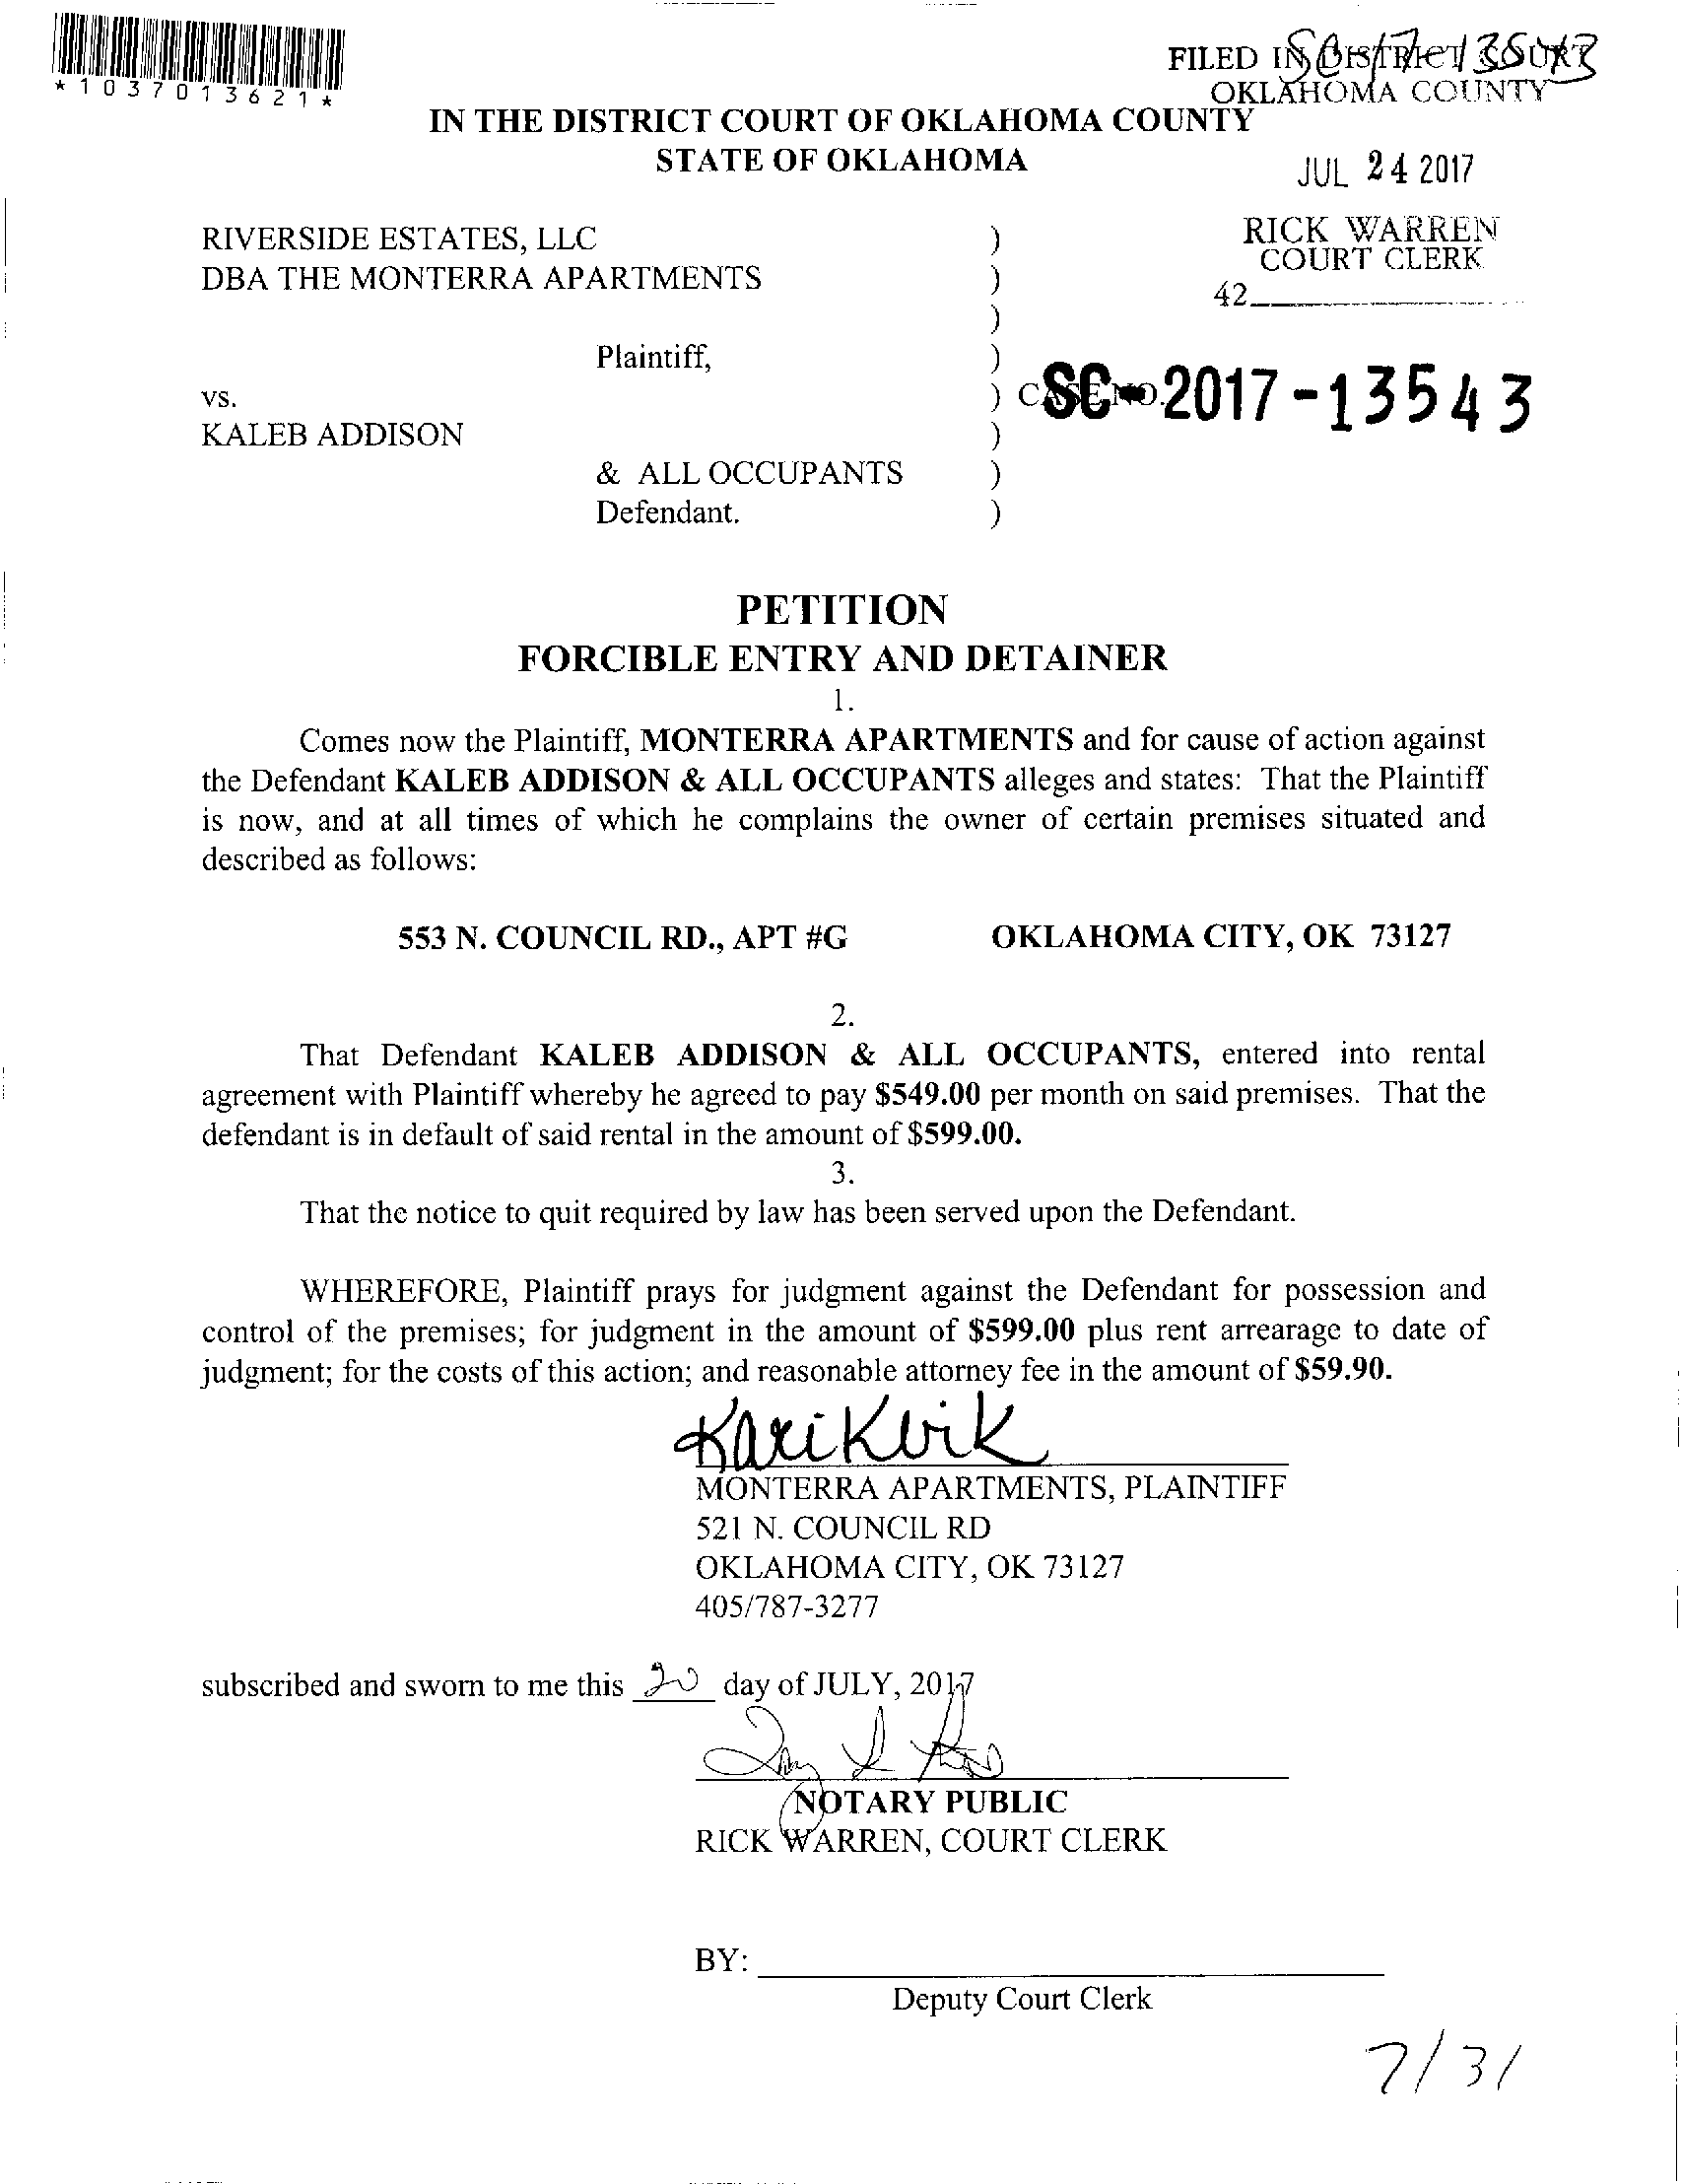 *1037013621*
SC-17-13543
FILED IN DISTRICT COURT
OKLAHOMA COUNTY
IN THE DISTRICT COURT OF OKLAHOMA COUNTY
STATE OF OKLAHOMA
JUL 24 2017
RICK WARREN
COURT CLERK
42
RIVERSIDE ESTATES, LLC )
DBA THE MONTERRA APARTMENTS )
)
Plaintiff, )
vs. ) CASE NO. SC-2017-13543
KALEB ADDISON )
& ALL OCCUPANTS )
Defendant. )
PETITION
FORCIBLE ENTRY AND DETAINER
1.
Comes now the Plaintiff, MONTERRA APARTMENTS and for cause of action against
the Defendant KALEB ADDISON & ALL OCCUPANTS alleges and states: That the Plaintiff
is now, and at all times of which he complains the owner of certain premises situated and
described as follows:
553 N. COUNCIL RD., APT #G OKLAHOMA CITY, OK 73127
2.
That Defendant KALEB ADDISON & ALL OCCUPANTS, entered into rental
agreement with Plaintiff whereby he agreed to pay $549.00 per month on said premises. That the
defendant is in default of said rental in the amount of $599.00.
3.
That the notice to quit required by law has been served upon the Defendant.
WHEREFORE, Plaintiff prays for judgment against the Defendant for possession and
control of the premises; for judgment in the amount of $599.00 plus rent arrearage to date of
judgment; for the costs of this action; and reasonable attorney fee in the amount of $59.90.
MONTERRA APARTMENTS, PLAINTIFF
521 N. COUNCIL RD
OKLAHOMA CITY, OK 73127
405/787-3277
subscribed and sworn to me this 20 day of JULY, 2017
NOTARY PUBLIC
RICK WARREN, COURT CLERK
BY:
Deputy Court Clerk
7/31